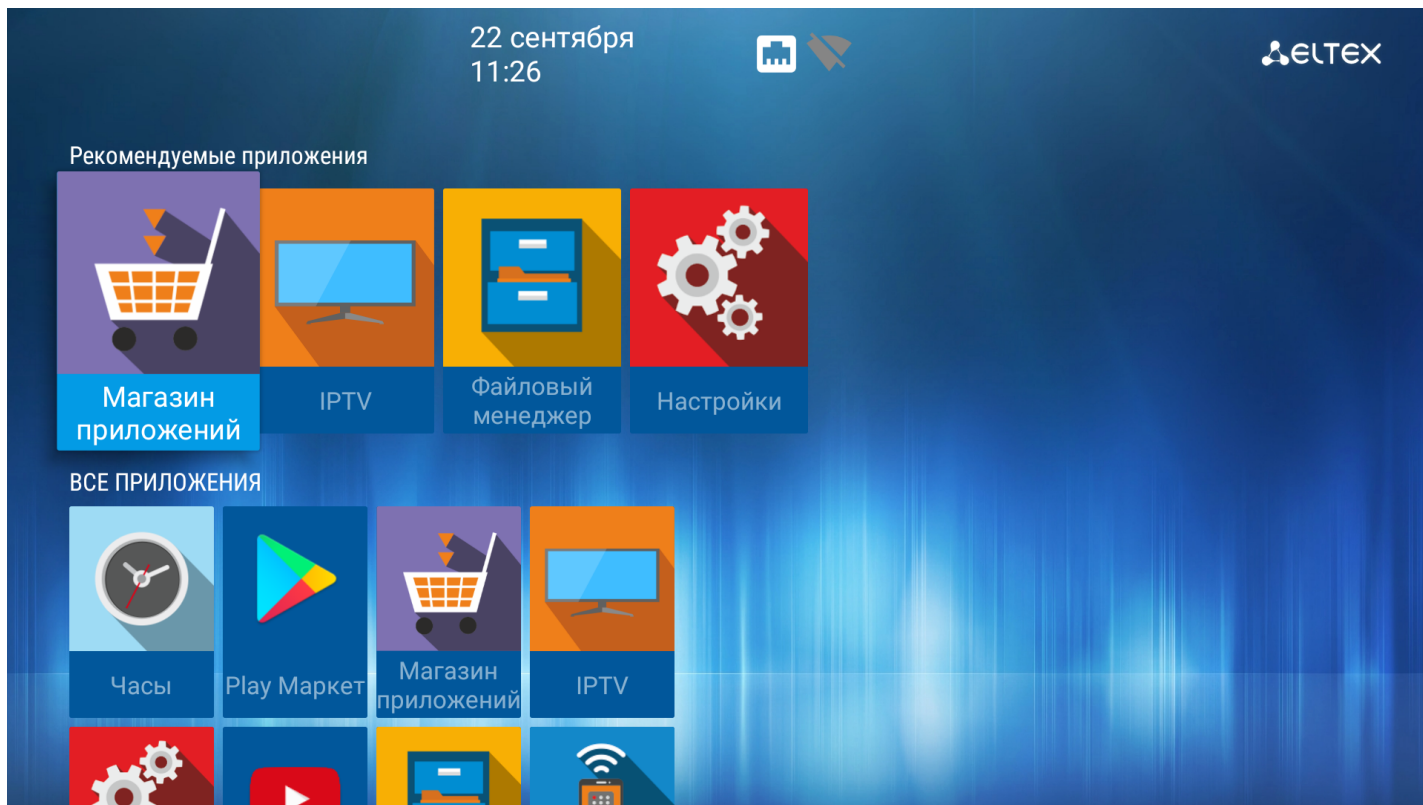 22 сентября
11:26
ELTEX
Рекомендуемые приложения
Магазин
приложений
IPTV
Файловый
менеджер
Настройки
ВСЕ ПРИЛОЖЕНИЯ
Часы
Play Маркет
Магазин
приложений
IPTV